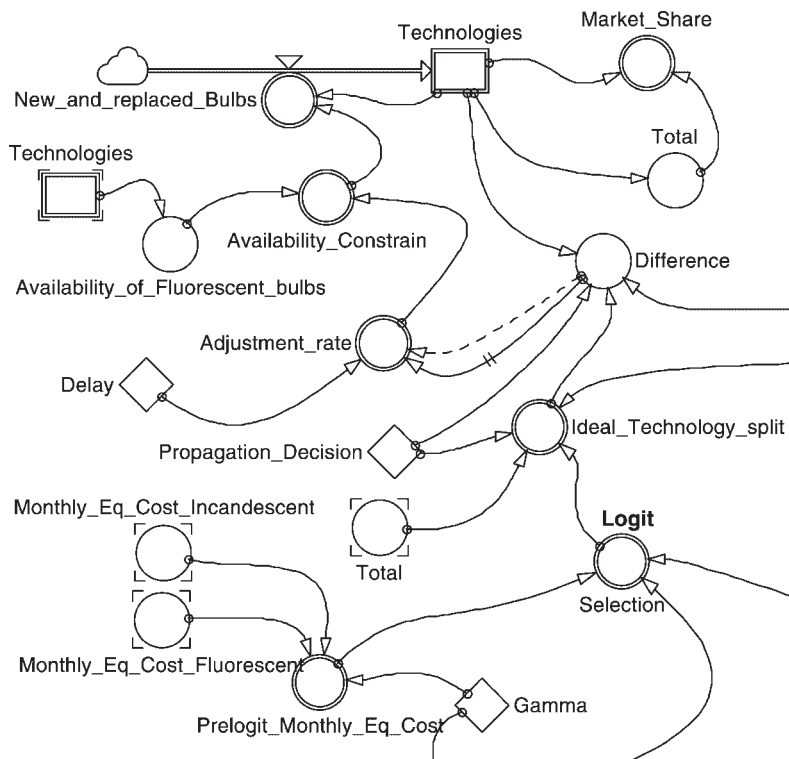 Market_Share
Technologies
New_and_replaced_Bulbs
Total
Technologies
Availability_Constrain
Difference
Availability_of_Fluorescent_bulbs
Adjustment_rate
Delay
Ideal_Technology_split
Propagation_Decision
Monthly_Eq_Cost_Incandescent
Logit
Total
Selection
Monthly_Eq_Cost_Fluorescent
Gamma
Prelogit_Monthly_Eq_Cost